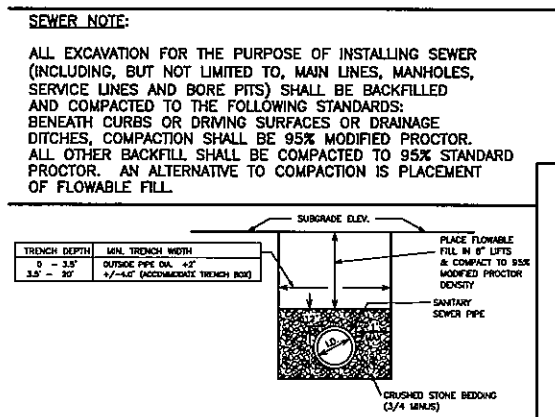 SEWER NOTE:
ALL EXCAVATION FOR THE PURPOSE OF INSTALLING SEWER
(INCLUDING, BUT NOT LIMITED TO, MAIN LINES, MANHOLES,
SERVICE LINES AND BORE PITS) SHALL BE BACKFILLED
AND COMPACTED TO THE FOLLOWING STANDARDS:
BENEATH CURBS OR DRIVING SURFACES OR DRAINAGE
DITCHES, COMPACTION SHALL BE 95% MODIFIED PROCTOR.
ALL OTHER BACKFILL SHALL BE COMPACTED TO 95% STANDARD
PROCTOR. AN ALTERNATIVE TO COMPACTION IS PLACEMENT
OF FLOWABLE FILL.
SUBGRADE ELEV.
PLACE FLOWABLE
FILL IN 8" LIFTS
& COMPACT TO 95%
MODIFIED PROCTOR
DENSITY
TRENCH DEPTH MIN. TRENCH WIDTH
0 - 3.5' OUTSIDE PIPE DIA. +2'
3.5' - 20' +/-4.0' (ACCOMMODATE TRENCH BOX)
SANITARY
SEWER PIPE
12"
I.D.
CRUSHED STONE BEDDING
(3/4 MINUS)